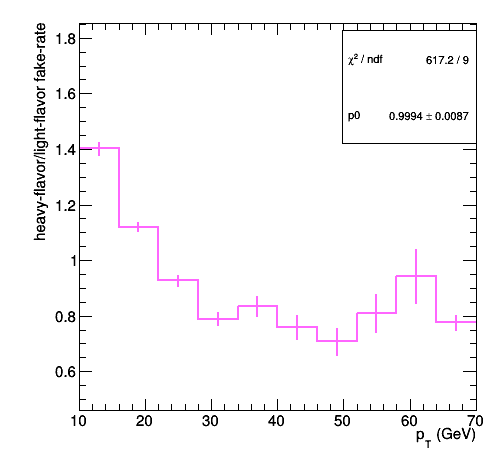 heavy-flavor/light-flavor fake-rate
1.8
1.6
1.4
1.2
1
0.8
0.6
χ² / ndf 617.2 / 9
p0 0.9994 ± 0.0087
10 20 30 40 50 60 70
p_T (GeV)